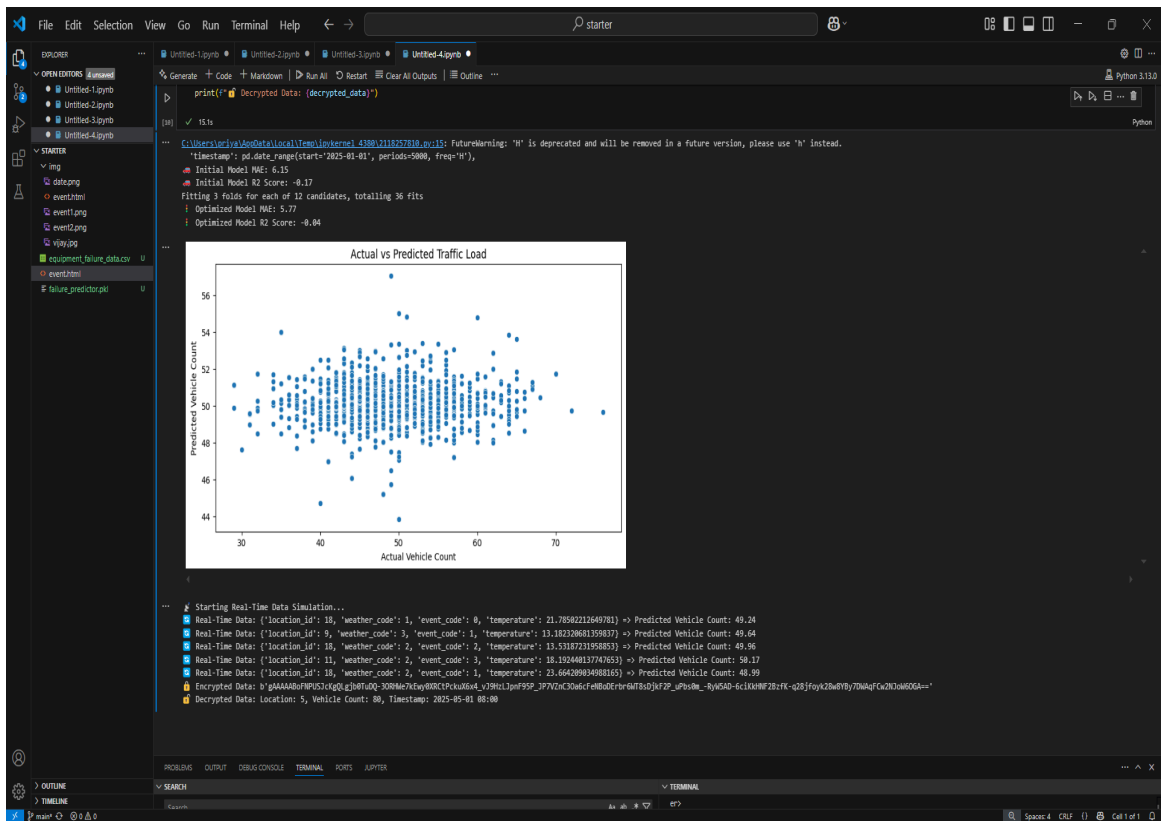 File Edit Selection View Go Run Terminal Help
starter
EXPLORER
Untitled-1.ipynb
Untitled-2.ipynb
Untitled-3.ipynb
Untitled-4.ipynb
OPEN EDITORS 4 unsaved
Generate + Code + Markdown | Run All Restart Clear All Outputs | Outline ...
Python 3.13.0
Untitled-1.ipynb
Untitled-2.ipynb
Untitled-3.ipynb
Untitled-4.ipynb
STARTER
img
date.png
event.html
event1.png
event2.png
vijay.jpg
equipment_failure_data.csv U
event.html
failure_predictor.pkl U
print(f"🔓 Decrypted Data: {decrypted_data}")
[10] ✓ 15.1s
Python
C:\Users\priya\AppData\Local\Temp\ipykernel_4380\2118257810.py:15: FutureWarning: 'H' is deprecated and will be removed in a future version, please use 'h' instead.
'timestamp': pd.date_range(start='2025-01-01', periods=5000, freq='H'),
Initial Model MAE: 6.15
Initial Model R2 Score: -0.17
Fitting 3 folds for each of 12 candidates, totalling 36 fits
Optimized Model MAE: 5.77
Optimized Model R2 Score: -0.04
Actual vs Predicted Traffic Load
Predicted Vehicle Count
56
54
52
50
48
46
44
30 40 50 60 70
Actual Vehicle Count
Starting Real-Time Data Simulation...
Real-Time Data: {'location_id': 18, 'weather_code': 1, 'event_code': 0, 'temperature': 21.78502212649781} => Predicted Vehicle Count: 49.24
Real-Time Data: {'location_id': 9, 'weather_code': 3, 'event_code': 1, 'temperature': 13.182320681359837} => Predicted Vehicle Count: 49.64
Real-Time Data: {'location_id': 18, 'weather_code': 2, 'event_code': 2, 'temperature': 13.53187231958853} => Predicted Vehicle Count: 49.96
Real-Time Data: {'location_id': 11, 'weather_code': 2, 'event_code': 3, 'temperature': 18.192440137747653} => Predicted Vehicle Count: 50.17
Real-Time Data: {'location_id': 18, 'weather_code': 2, 'event_code': 1, 'temperature': 23.664209034988165} => Predicted Vehicle Count: 48.99
Encrypted Data:
Decrypted Data: Location: 5, Vehicle Count: 80, Timestamp: 2025-05-01 08:00
PROBLEMS OUTPUT DEBUG CONSOLE TERMINAL PORTS JUPYTER
OUTLINE
TIMELINE
SEARCH
Search
TERMINAL
er>
main* 0 0
Spaces: 4 CRLF {} Cell 1 of 1